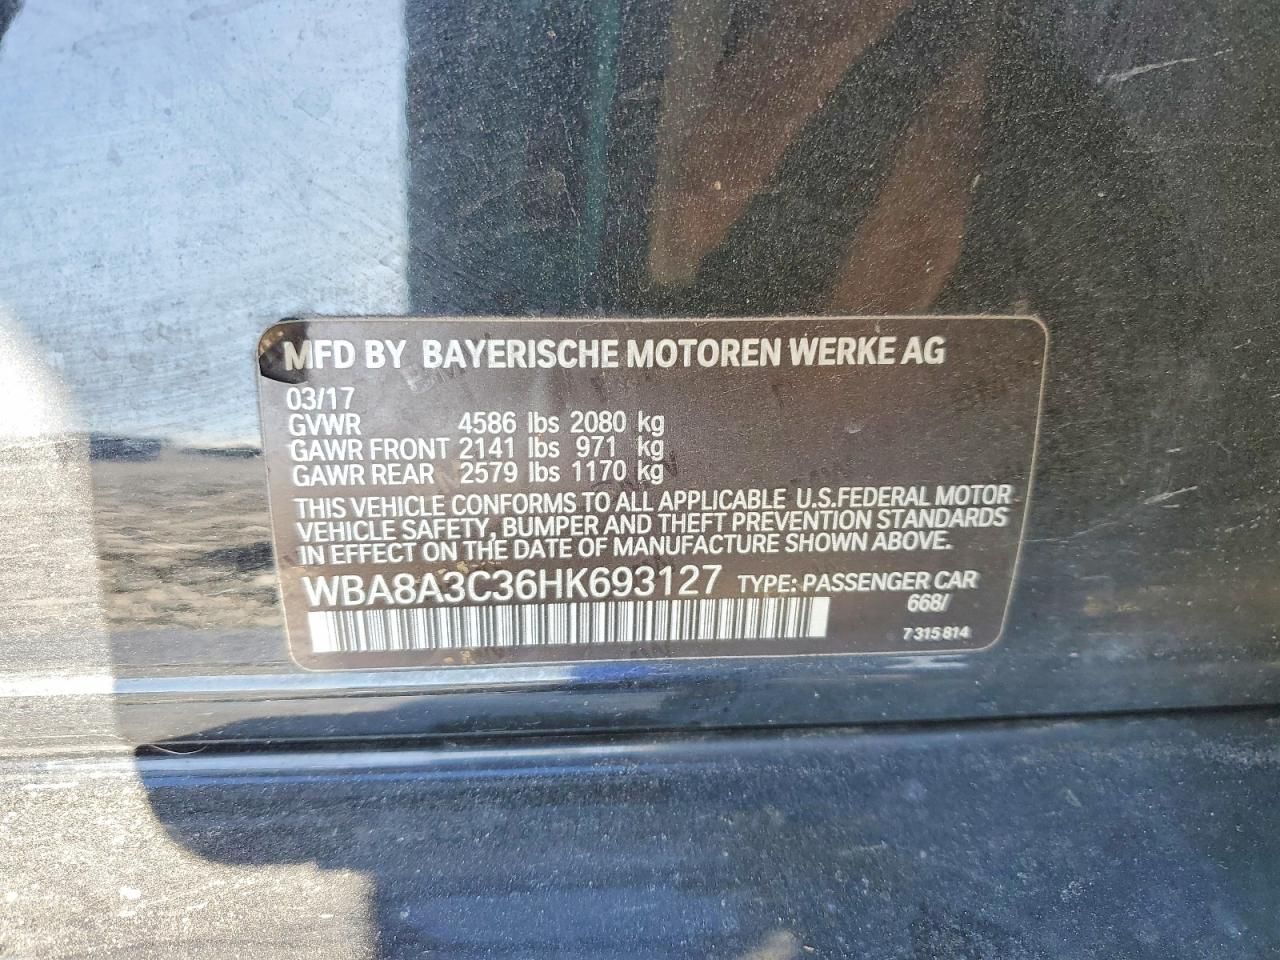 MFD BY BAYERISCHE MOTOREN WERKE AG
03/17
GVWR 4586 lbs 2080 kg
GAWR FRONT 2141 lbs 971 kg
GAWR REAR 2579 lbs 1170 kg
THIS VEHICLE CONFORMS TO ALL APPLICABLE U.S.FEDERAL MOTOR
VEHICLE SAFETY, BUMPER AND THEFT PREVENTION STANDARDS
IN EFFECT ON THE DATE OF MANUFACTURE SHOWN ABOVE.
WBA8A3C36HK693127 TYPE: PASSENGER CAR
668/
7 315 814